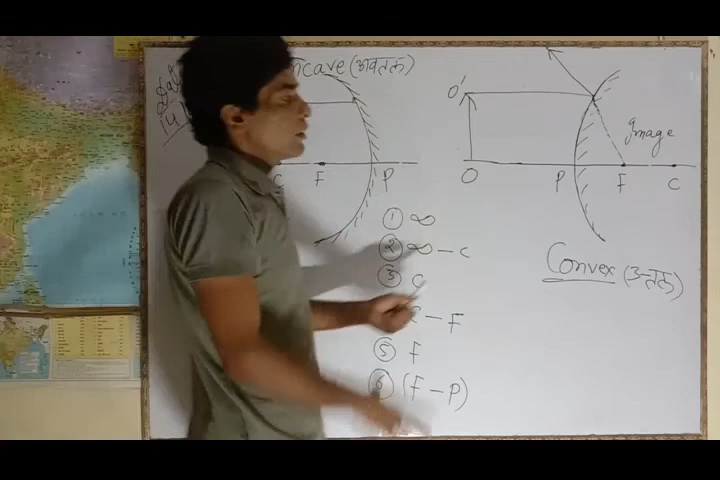 ncave (अवतल)
O'
Image
C F P
O P F C
① ∞
② ∞ - C
③ C
- F
⑤ F
⑥ (F - P)
Convex (उत्तल)